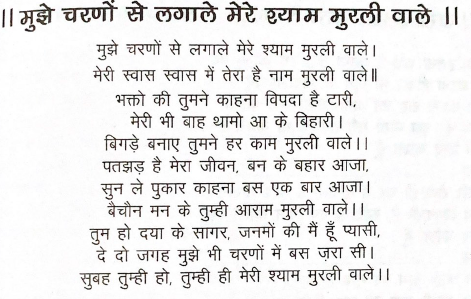 ।। मुझे चरणों से लगाले मेरे श्याम मुरली वाले ।।
मुझे चरणों से लगाले मेरे श्याम मुरली वाले।
मेरी स्वास स्वास में तेरा है नाम मुरली वाले॥
भक्तो की तुमने काहना विपदा है टारी,
मेरी भी बाह थामो आ के बिहारी।
बिगड़े बनाए तुमने हर काम मुरली वाले।।
पतझड़ है मेरा जीवन, बन के बहार आजा,
सुन ले पुकार काहना बस एक बार आजा।
बैचौन मन के तुम्ही आराम मुरली वाले।।
तुम हो दया के सागर, जनमों की मैं हूँ प्यासी,
दे दो जगह मुझे भी चरणों में बस ज़रा सी।
सुबह तुम्ही हो, तुम्ही ही मेरी श्याम मुरली वाले।।